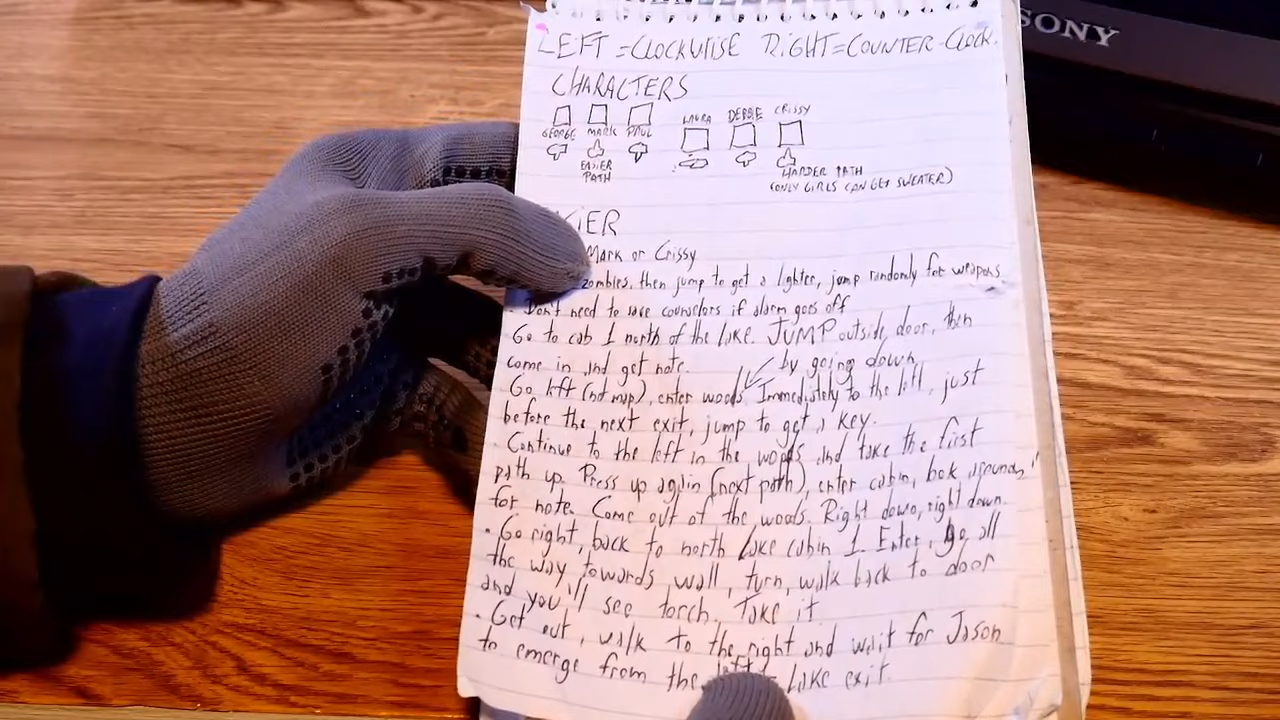 SONY
LEFT = CLOCKWISE RIGHT = COUNTER-CLOCK.
CHARACTERS
GEORGE MARK PAUL LAURA DEBBIE CRISSY
EASIER PATH
HARDER PATH
(ONLY GIRLS CAN GET SWEATER)
IER
Mark or Crissy
zombies, then jump to get a lighter, jump randomly for weapons
Don't need to save counselors if alarm goes off
Go to cab 1 north of the lake. JUMP outside door, then
come in and get note.
by going down
Go left (not map), enter woods. Immediately to the left, just
before the next exit, jump to get a key.
· Continue to the left in the woods and take the first
path up. Press up again (next path), enter cabin, look around
for note. Come out of the woods. Right down, right down.
· Go right, back to north lake cabin 1. Enter, go all
the way towards wall, turn, walk back to door
and you'll see torch. Take it
· Get out, walk to the right and wait for Jason
to emerge from the left lake exit.